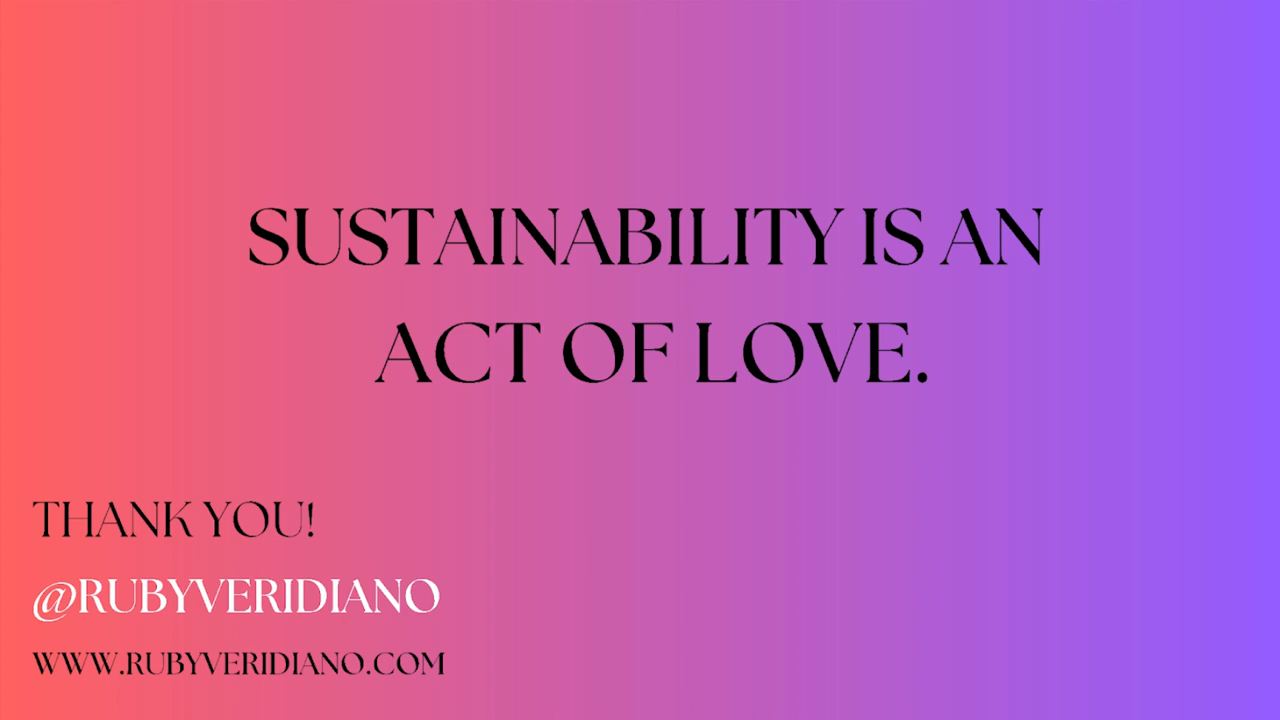 SUSTAINABILITY IS AN
ACT OF LOVE.
THANK YOU!
@RUBYVERIDIANO
WWW.RUBYVERIDIANO.COM